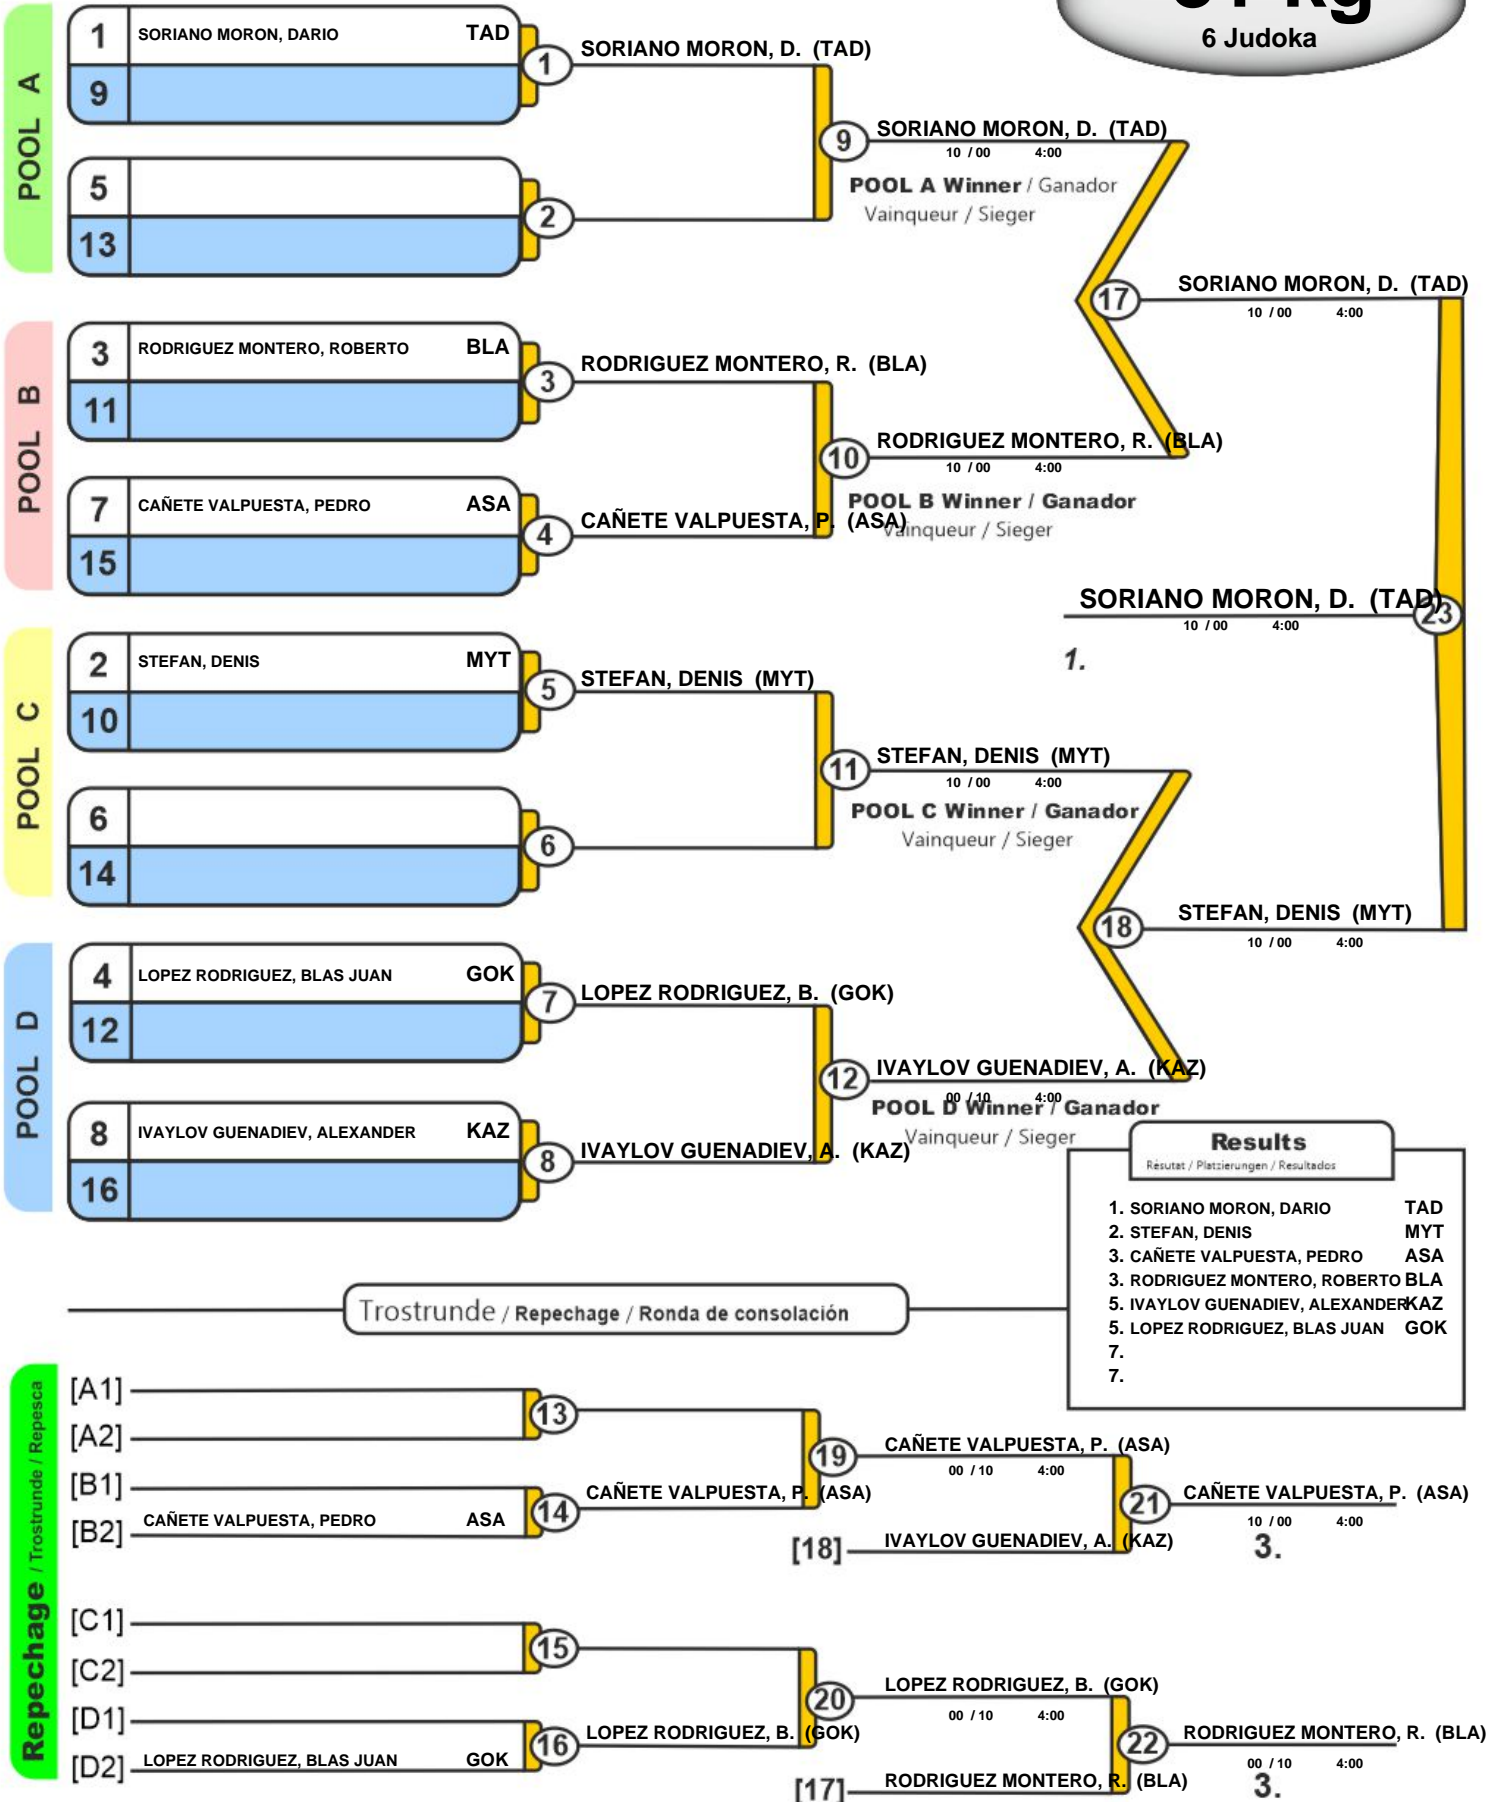 6 Judoka
POOL A
1 SORIANO MORON, DARIO TAD
9
1
SORIANO MORON, D. (TAD)
5
13
2
9
SORIANO MORON, D. (TAD)
10 / 00 4:00
POOL A Winner / Ganador
Vainqueur / Sieger
17
SORIANO MORON, D. (TAD)
10 / 00 4:00
POOL B
3 RODRIGUEZ MONTERO, ROBERTO BLA
11
3
RODRIGUEZ MONTERO, R. (BLA)
7 CAÑETE VALPUESTA, PEDRO ASA
15
4
CAÑETE VALPUESTA, P. (ASA)
10
RODRIGUEZ MONTERO, R. (BLA)
10 / 00 4:00
POOL B Winner / Ganador
Vainqueur / Sieger
SORIANO MORON, D. (TAD)
23
10 / 00 4:00
1.
POOL C
2 STEFAN, DENIS MYT
10
5
STEFAN, DENIS (MYT)
6
14
6
11
STEFAN, DENIS (MYT)
10 / 00 4:00
POOL C Winner / Ganador
Vainqueur / Sieger
18
STEFAN, DENIS (MYT)
10 / 00 4:00
POOL D
4 LOPEZ RODRIGUEZ, BLAS JUAN GOK
12
7
LOPEZ RODRIGUEZ, B. (GOK)
8 IVAYLOV GUENADIEV, ALEXANDER KAZ
16
8
IVAYLOV GUENADIEV, A. (KAZ)
12
IVAYLOV GUENADIEV, A. (KAZ)
00 / 10 4:00
POOL D Winner / Ganador
Vainqueur / Sieger
Results
Résutat / Platzierungen / Resultados
1. SORIANO MORON, DARIO TAD
2. STEFAN, DENIS MYT
3. CAÑETE VALPUESTA, PEDRO ASA
3. RODRIGUEZ MONTERO, ROBERTO BLA
5. IVAYLOV GUENADIEV, ALEXANDER KAZ
5. LOPEZ RODRIGUEZ, BLAS JUAN GOK
7.
7.
Trostrunde / Repechage / Ronda de consolación
Repechage / Trostrunde / Repesca
[A1]
[A2]
13
[B1]
[B2] CAÑETE VALPUESTA, PEDRO ASA
14
CAÑETE VALPUESTA, P. (ASA)
19
CAÑETE VALPUESTA, P. (ASA)
00 / 10 4:00
[18] IVAYLOV GUENADIEV, A. (KAZ)
21
CAÑETE VALPUESTA, P. (ASA)
10 / 00 4:00
3.
[C1]
[C2]
15
[D1]
[D2] LOPEZ RODRIGUEZ, BLAS JUAN GOK
16
LOPEZ RODRIGUEZ, B. (GOK)
20
LOPEZ RODRIGUEZ, B. (GOK)
00 / 10 4:00
[17] RODRIGUEZ MONTERO, R. (BLA)
22
RODRIGUEZ MONTERO, R. (BLA)
00 / 10 4:00
3.